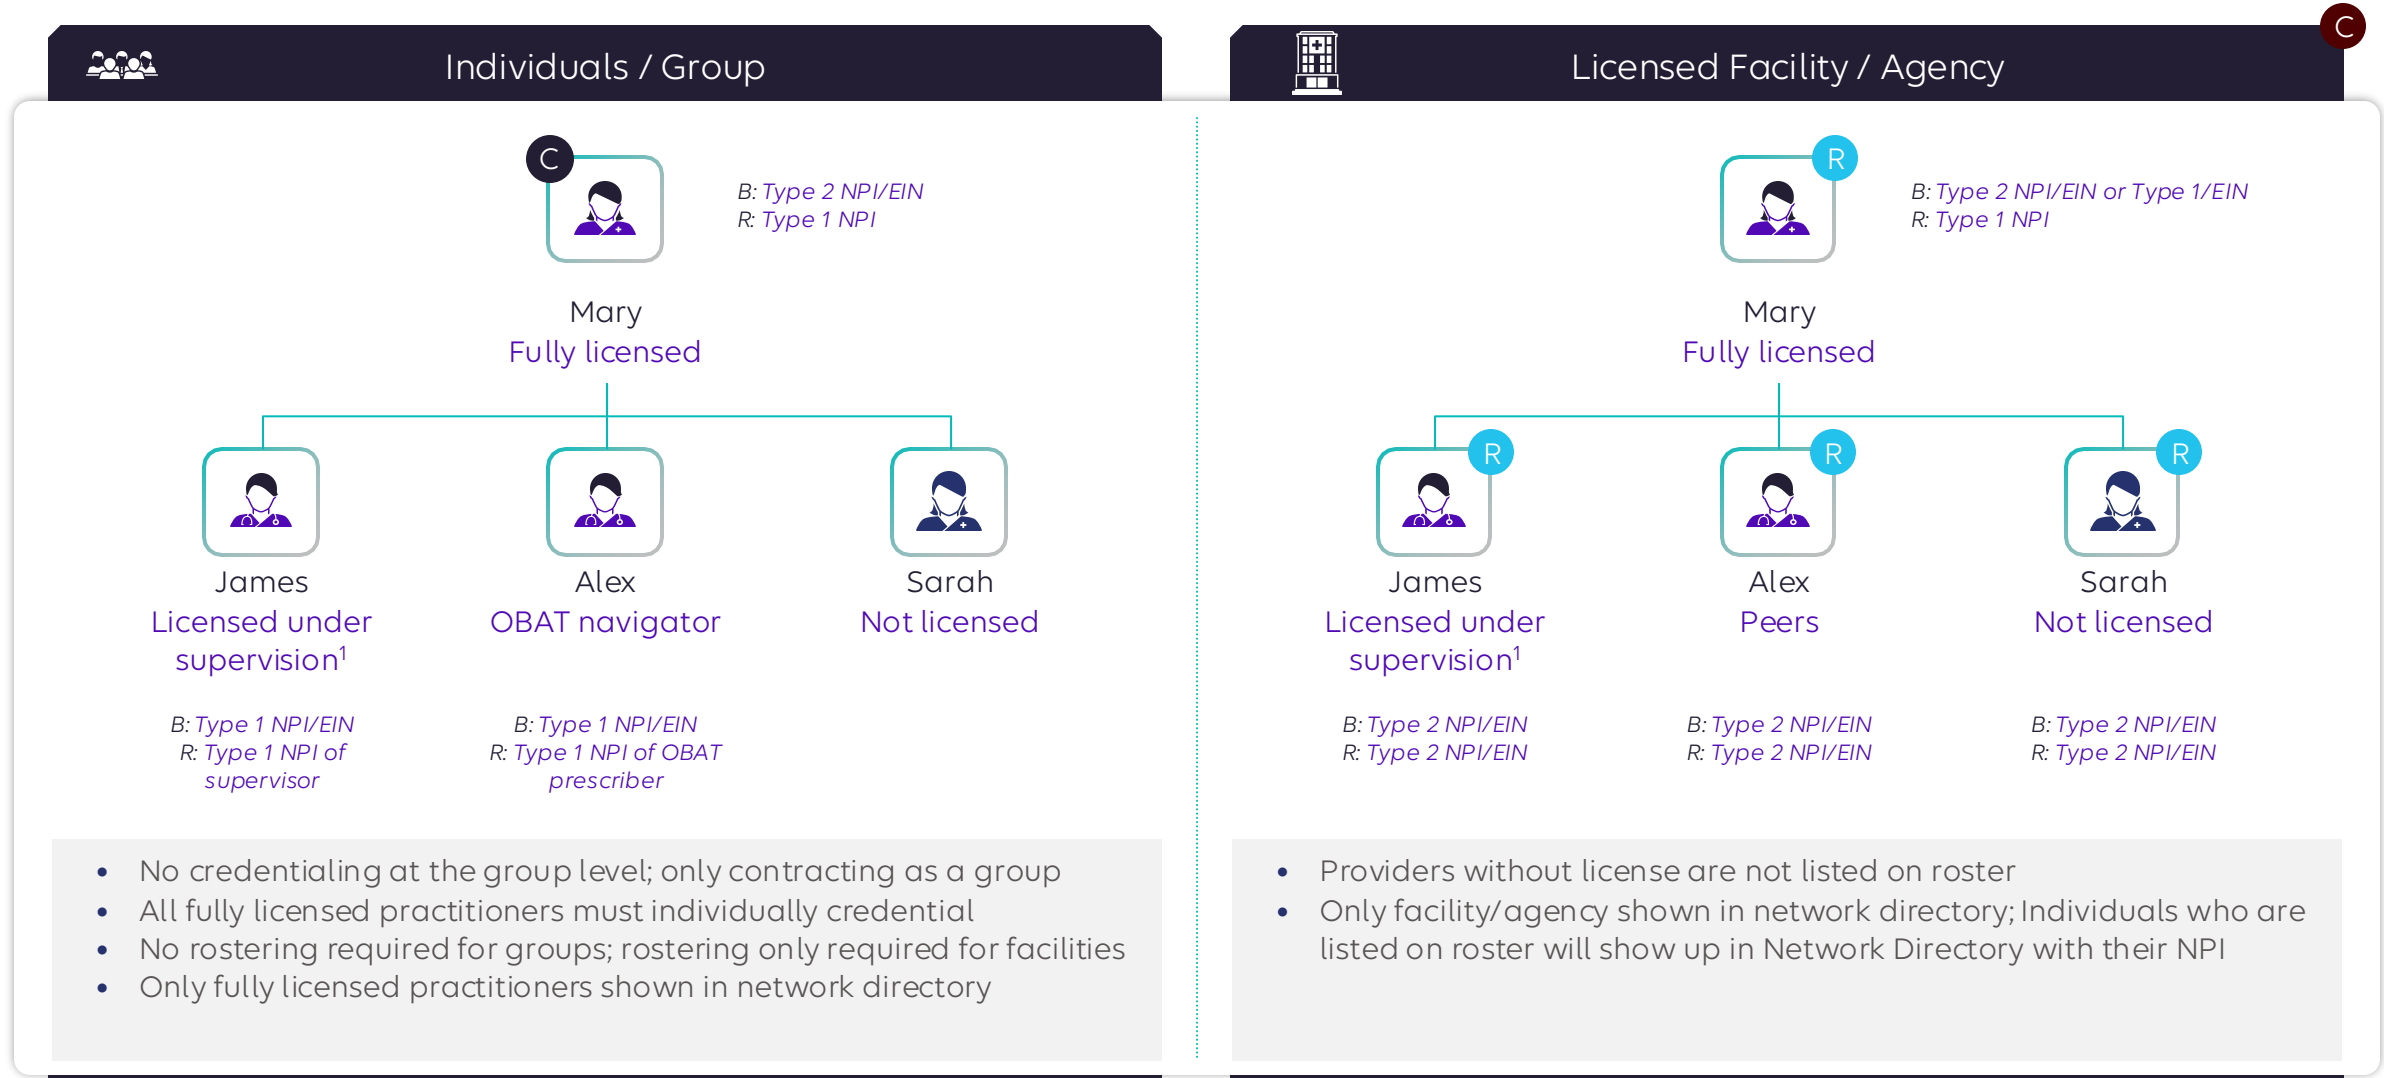 Individuals / Group
C
Mary
Fully licensed
B: Type 2 NPI/EIN
R: Type 1 NPI
James
Licensed under
supervision1
B: Type 1 NPI/EIN
R: Type 1 NPI of
supervisor
Alex
OBAT navigator
B: Type 1 NPI/EIN
R: Type 1 NPI of OBAT
prescriber
Sarah
Not licensed
• No credentialing at the group level; only contracting as a group
• All fully licensed practitioners must individually credential
• No rostering required for groups; rostering only required for facilities
• Only fully licensed practitioners shown in network directory
Licensed Facility / Agency
C
R
Mary
Fully licensed
B: Type 2 NPI/EIN or Type 1/EIN
R: Type 1 NPI
R
James
Licensed under
supervision1
B: Type 2 NPI/EIN
R: Type 2 NPI/EIN
R
Alex
Peers
B: Type 2 NPI/EIN
R: Type 2 NPI/EIN
R
Sarah
Not licensed
B: Type 2 NPI/EIN
R: Type 2 NPI/EIN
• Providers without license are not listed on roster
• Only facility/agency shown in network directory; Individuals who are
listed on roster will show up in Network Directory with their NPI